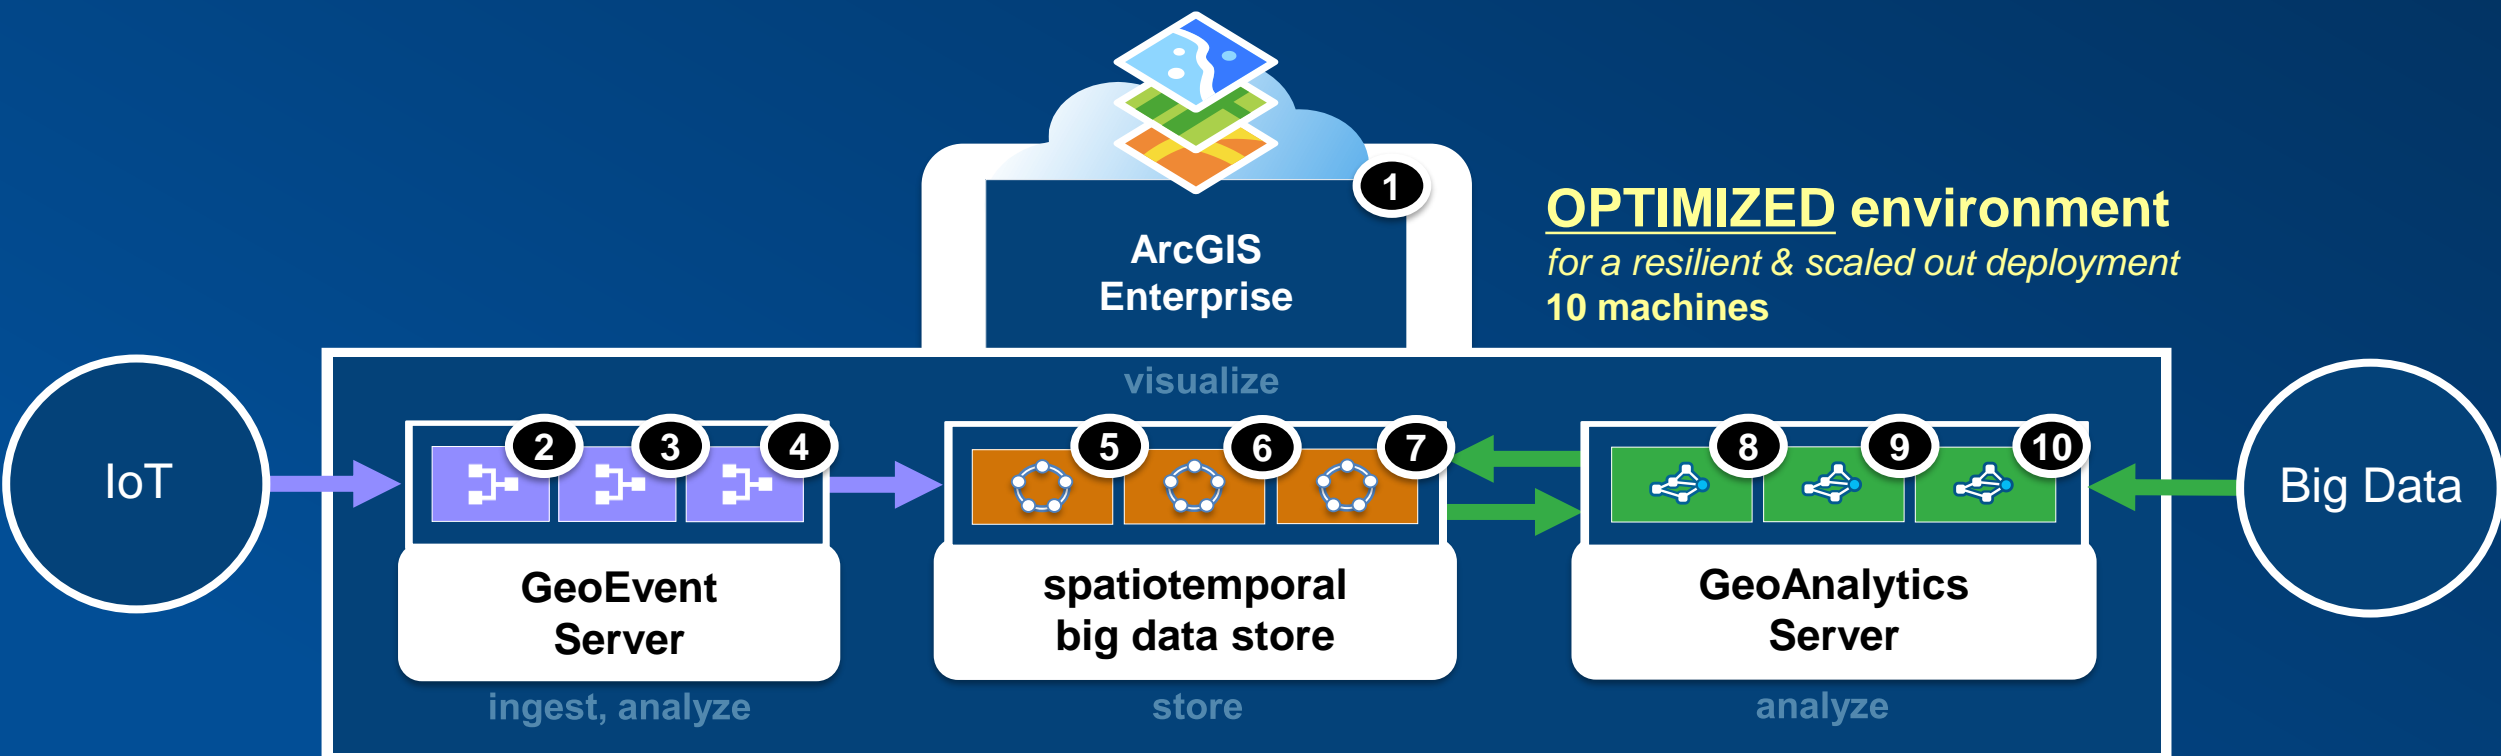 1
ArcGIS
Enterprise
OPTIMIZED environment
for a resilient & scaled out deployment
10 machines
visualize
IoT
2
3
4
5
6
7
8
9
10
Big Data
GeoEvent
Server
spatiotemporal
big data store
GeoAnalytics
Server
ingest, analyze
store
analyze